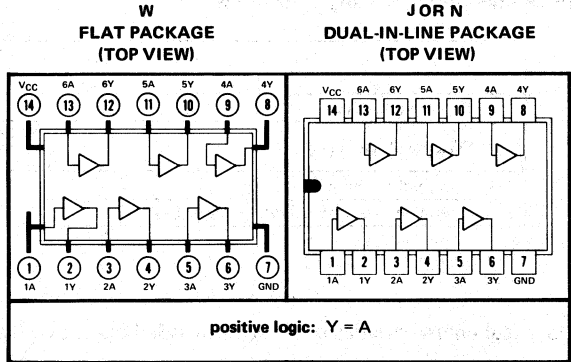 W
FLAT PACKAGE
(TOP VIEW)
J OR N
DUAL-IN-LINE PACKAGE
(TOP VIEW)
VCC 6A 6Y 5A 5Y 4A 4Y
14 13 12 11 10 9 8
1 2 3 4 5 6 7
1A 1Y 2A 2Y 3A 3Y GND
VCC 6A 6Y 5A 5Y 4A 4Y
14 13 12 11 10 9 8
1 2 3 4 5 6 7
1A 1Y 2A 2Y 3A 3Y GND
positive logic: Y = A